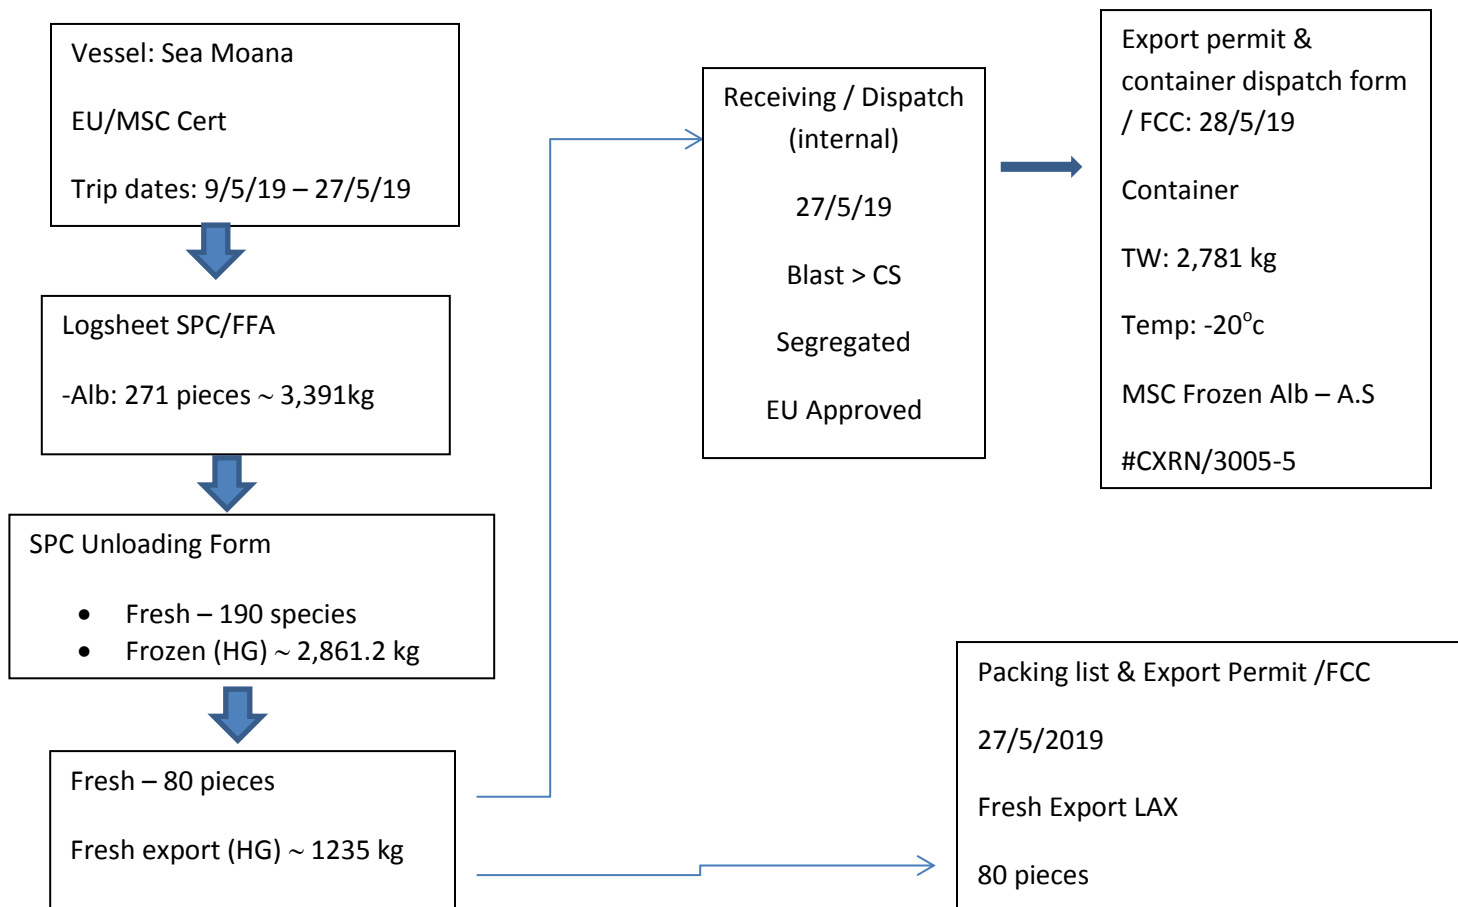 Vessel: Sea Moana
EU/MSC Cert
Trip dates: 9/5/19 – 27/5/19
Logsheet SPC/FFA
-Alb: 271 pieces ~ 3,391kg
SPC Unloading Form
• Fresh – 190 species
• Frozen (HG) ~ 2,861.2 kg
Fresh – 80 pieces
Fresh export (HG) ~ 1235 kg
Receiving / Dispatch
(internal)
27/5/19
Blast > CS
Segregated
EU Approved
Export permit &
container dispatch form
/ FCC: 28/5/19
Container
TW: 2,781 kg
Temp: -20°c
MSC Frozen Alb – A.S
#CXRN/3005-5
Packing list & Export Permit /FCC
27/5/2019
Fresh Export LAX
80 pieces